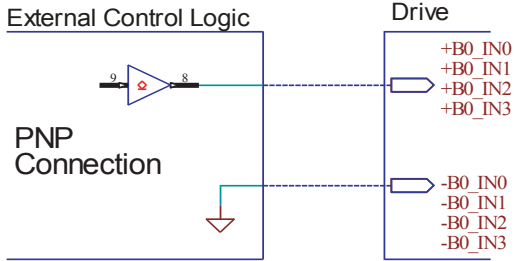 External Control Logic
Drive
9
8
+B0_IN0
+B0_IN1
+B0_IN2
+B0_IN3
PNP
Connection
-B0_IN0
-B0_IN1
-B0_IN2
-B0_IN3